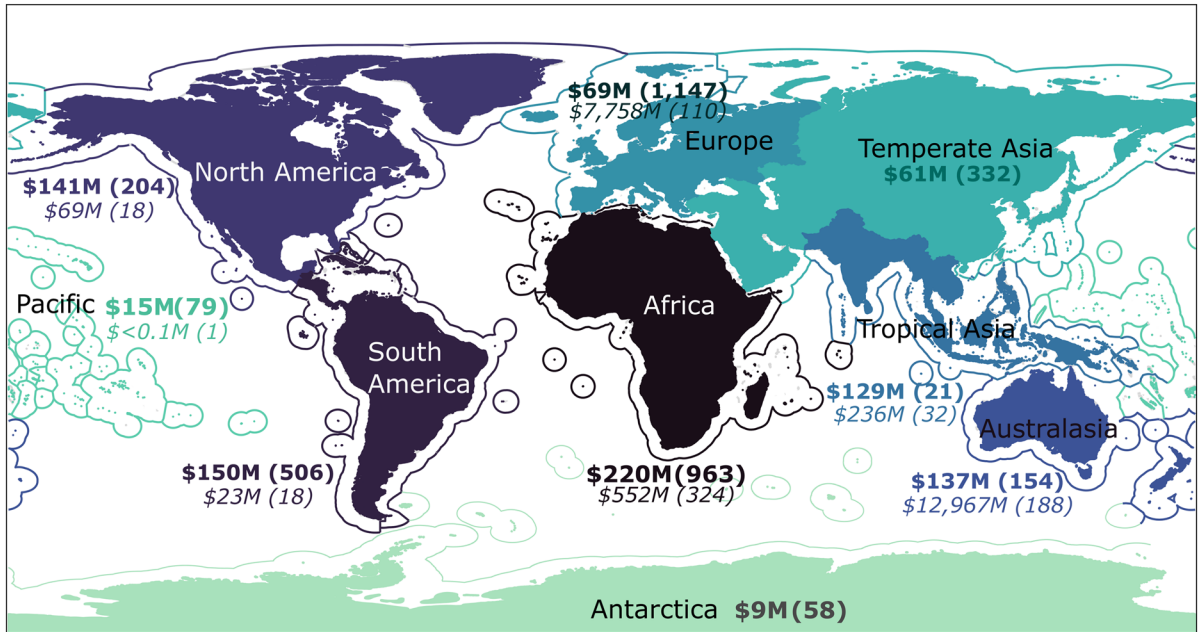 $69M (1,147)
$7,758M (110)
Europe
Temperate Asia
$61M (332)
North America
$141M (204)
$69M (18)
Pacific $15M(79)
$<0.1M (1)
Africa
Tropical Asia
South
America
$129M (21)
$236M (32)
Australasia
$150M (506)
$23M (18)
$220M(963)
$552M (324)
$137M (154)
$12,967M (188)
Antarctica $9M(58)